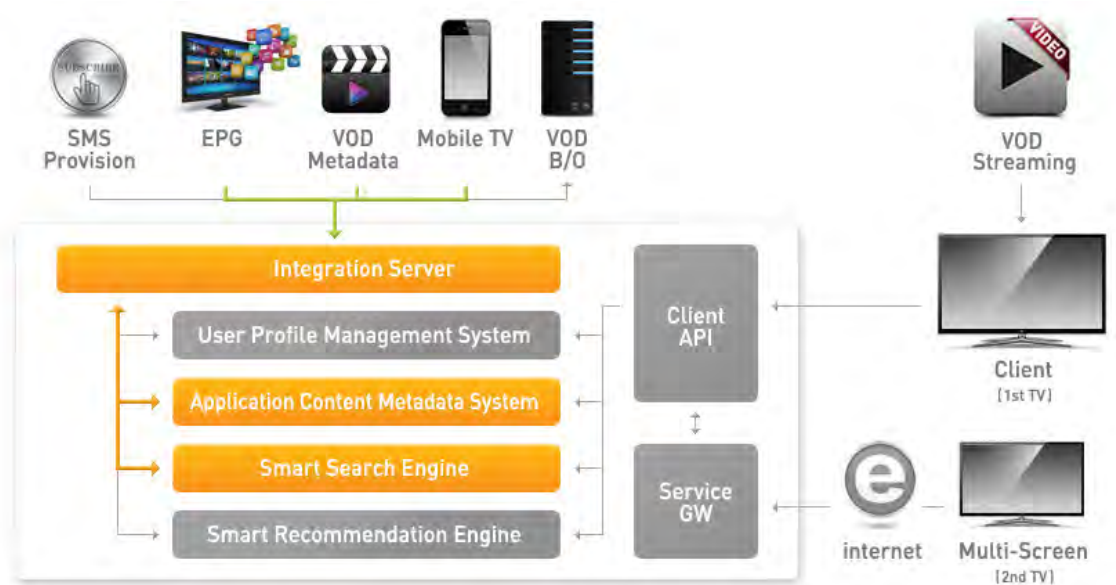 SUBSCRIBE
VIDEO
SMS
Provision
EPG
VOD
Metadata
Mobile TV
VOD
B/O
VOD
Streaming
Integration Server
User Profile Management System
Application Content Metadata System
Smart Search Engine
Smart Recommendation Engine
Client
API
Service
GW
Client
(1st TV)
e
internet
Multi-Screen
(2nd TV)